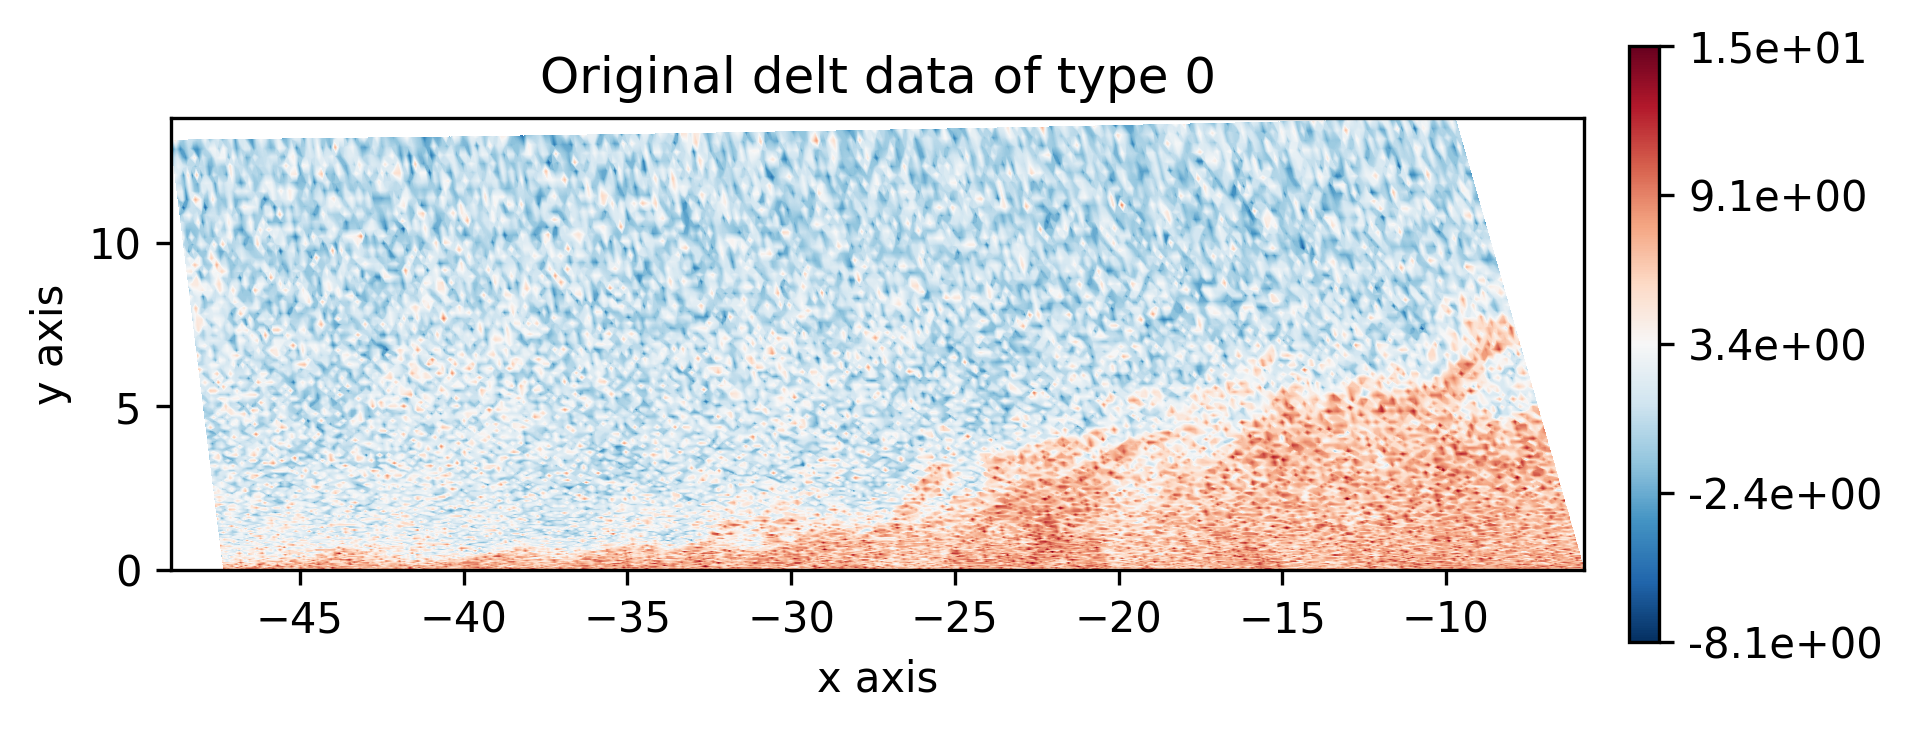 Original delt data of type 0
y axis
10
5
0
−45 −40 −35 −30 −25 −20 −15 −10
x axis
1.5e+01
9.1e+00
3.4e+00
-2.4e+00
-8.1e+00